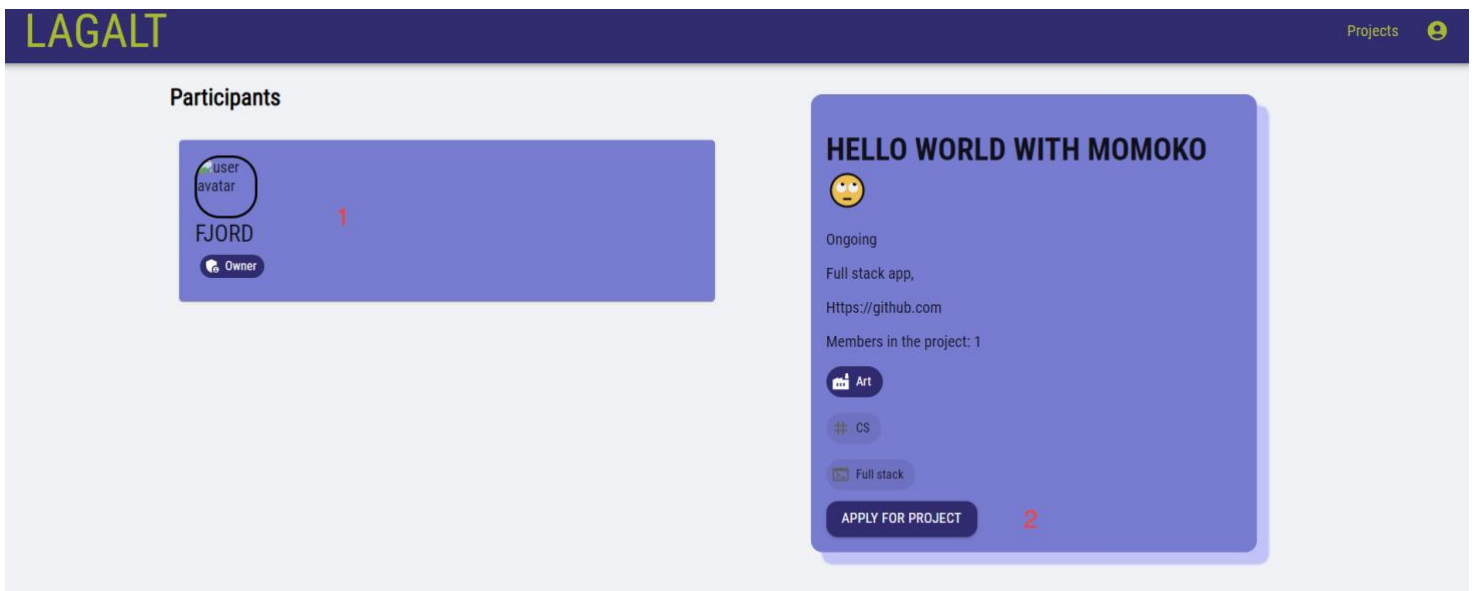 LAGALT
Projects
Participants
user
avatar
1
FJORD
Owner
HELLO WORLD WITH MOMOKO
🙄
Ongoing
Full stack app,
Https://github.com
Members in the project: 1
Art
# CS
Full stack
APPLY FOR PROJECT
2